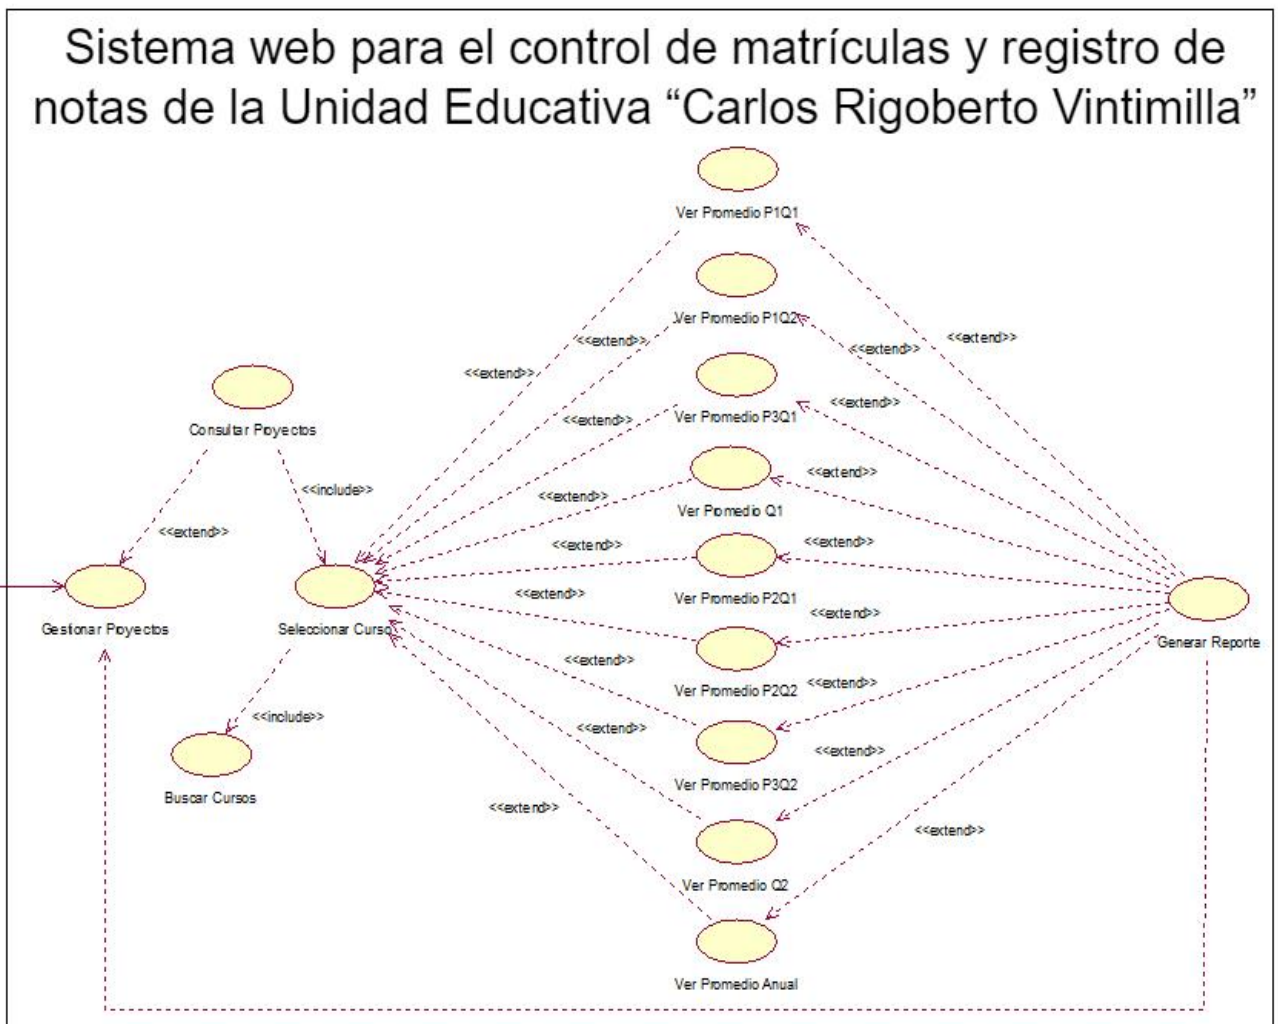 Sistema web para el control de matrículas y registro de
notas de la Unidad Educativa “Carlos Rigoberto Vintimilla”
Ver Promedio P1Q1
Ver Promedio P1Q2
<<extend>>
<<extend>>
<<extend>>
<<extend>>
<<extend>>
Ver Promedio P3Q1
<<extend>>
Consultar Proyectos
<<extend>>
<<include>>
<<extend>>
Ver Promedio Q1
<<extend>>
<<extend>>
<<extend>>
Ver Promedio P2Q1
<<extend>>
<<extend>>
Gestionar Proyectos
Seleccionar Curso
Generar Reporte
<<extend>>
Ver Promedio P2Q2
<<extend>>
<<include>>
<<extend>>
<<extend>>
Ver Promedio P3Q2
Buscar Cursos
<<extend>>
<<extend>>
Ver Promedio Q2
Ver Promedio Anual